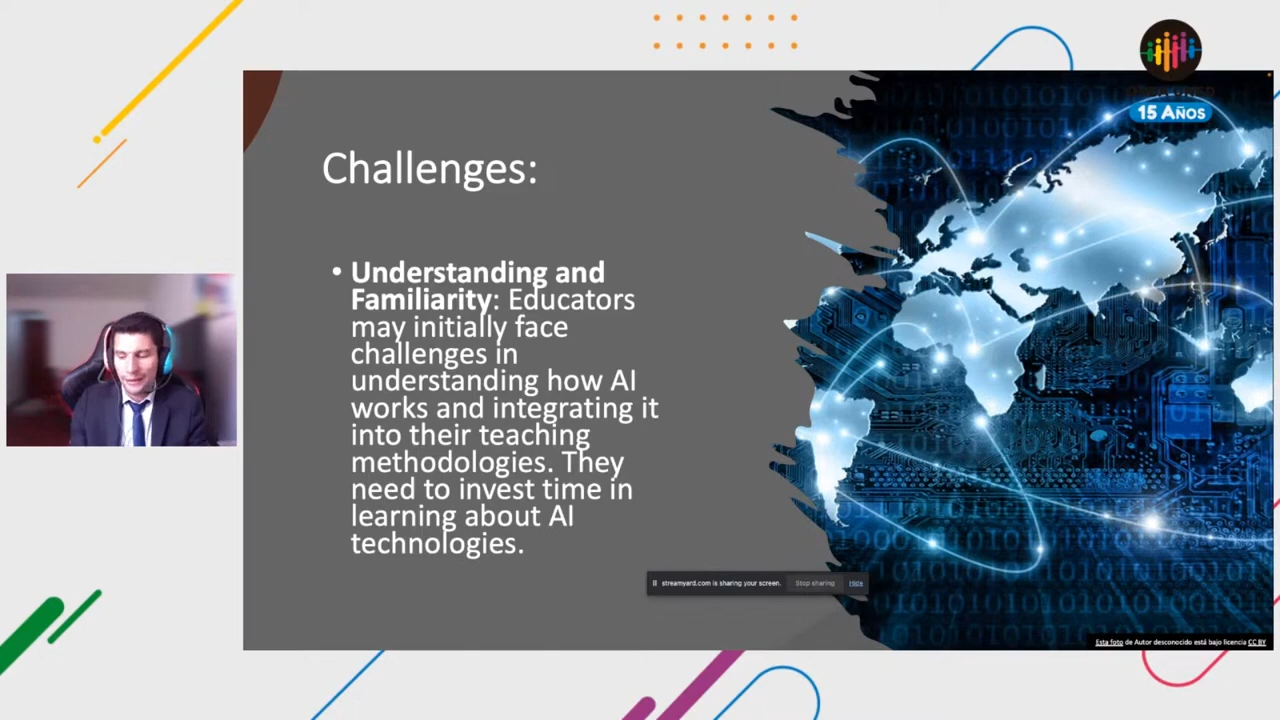 15 AÑOS
Challenges:
• Understanding and
Familiarity: Educators
may initially face
challenges in
understanding how AI
works and integrating it
into their teaching
methodologies. They
need to invest time in
learning about AI
technologies.
streamyard.com is sharing your screen. Stop sharing Hide
Esta foto de Autor desconocido está bajo licencia CC BY